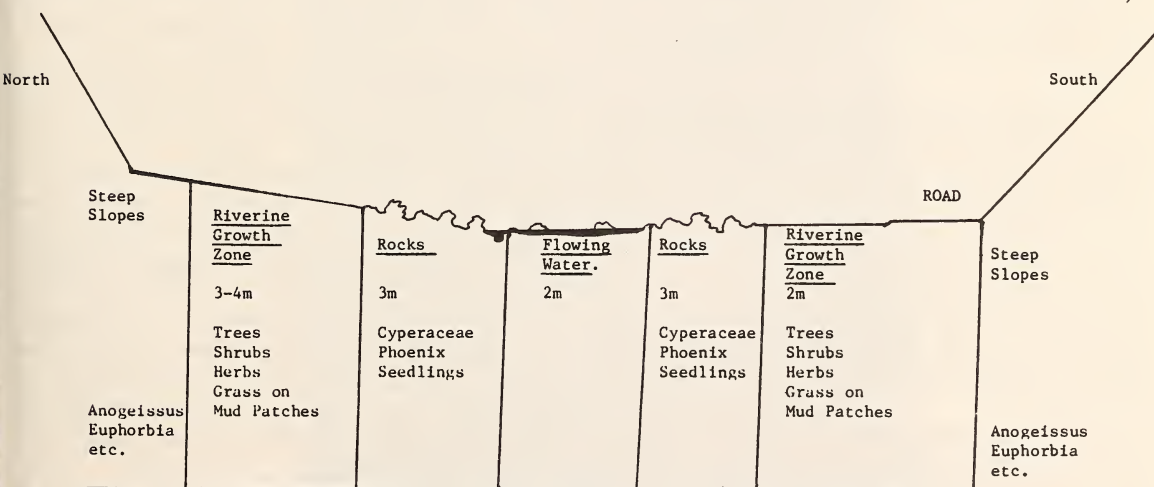 North
South
Steep
Slopes
Riverine
Growth
Zone
3-4m
Trees
Shrubs
Herbs
Grass on
Mud Patches
Anogeissus
Euphorbia
etc.
Rocks
3m
Cyperaceae
Phoenix
Seedlings
Flowing
Water.
2m
Rocks
3m
Cyperaceae
Phoenix
Seedlings
ROAD
Riverine
Growth
Zone
2m
Trees
Shrubs
Herbs
Grass on
Mud Patches
Steep
Slopes
Anogeissus
Euphorbia
etc.